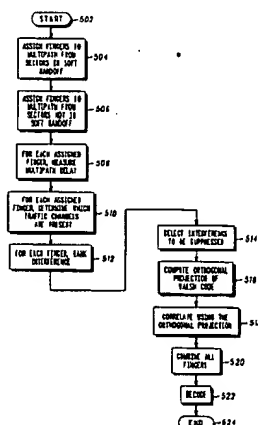 START
502
ASSIGN FINGERS TO
MULTIPATH FROM
SECTORS IN SOFT
HANDOFF
504
ASSIGN FINGERS TO
MULTIPATH FROM
SECTORS NOT IN
SOFT HANDOFF
506
FOR EACH ASSIGNED
FINGER, MEASURE
MULTIPATH DELAY
508
FOR EACH ASSIGNED
FINGER, DETERMINE WHICH
TRAFFIC CHANNELS
ARE PRESENT
510
FOR EACH FINGER, RANK
INTERFERENCE
512
SELECT INTERFERENCE
TO BE SUPPRESSED
514
COMPUTE ORTHOGONAL
PROJECTION OF
WALSH CODE
516
CORRELATE USING THE
ORTHOGONAL PROJECTION
COMBINE ALL
FINGERS
520
DECODE
522
END
524